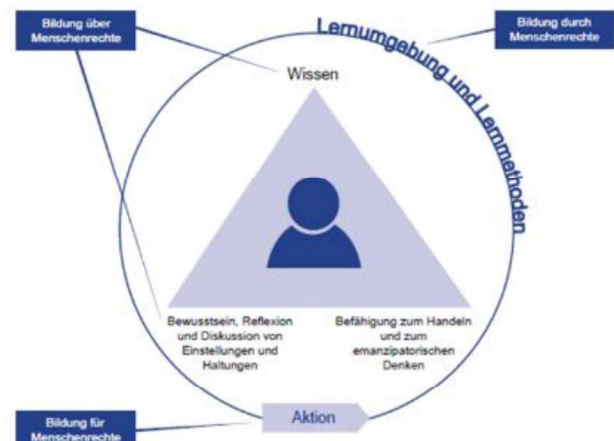 Bildung über
Menschenrechte
Lernumgebung und Lernmethoden
Bildung durch
Menschenrechte
Wissen
Bewusstsein, Reflexion
und Diskussion von
Einstellungen und
Haltungen
Befähigung zum Handeln
und zum
emanzipatorischen
Denken
Bildung für
Menschenrechte
Aktion